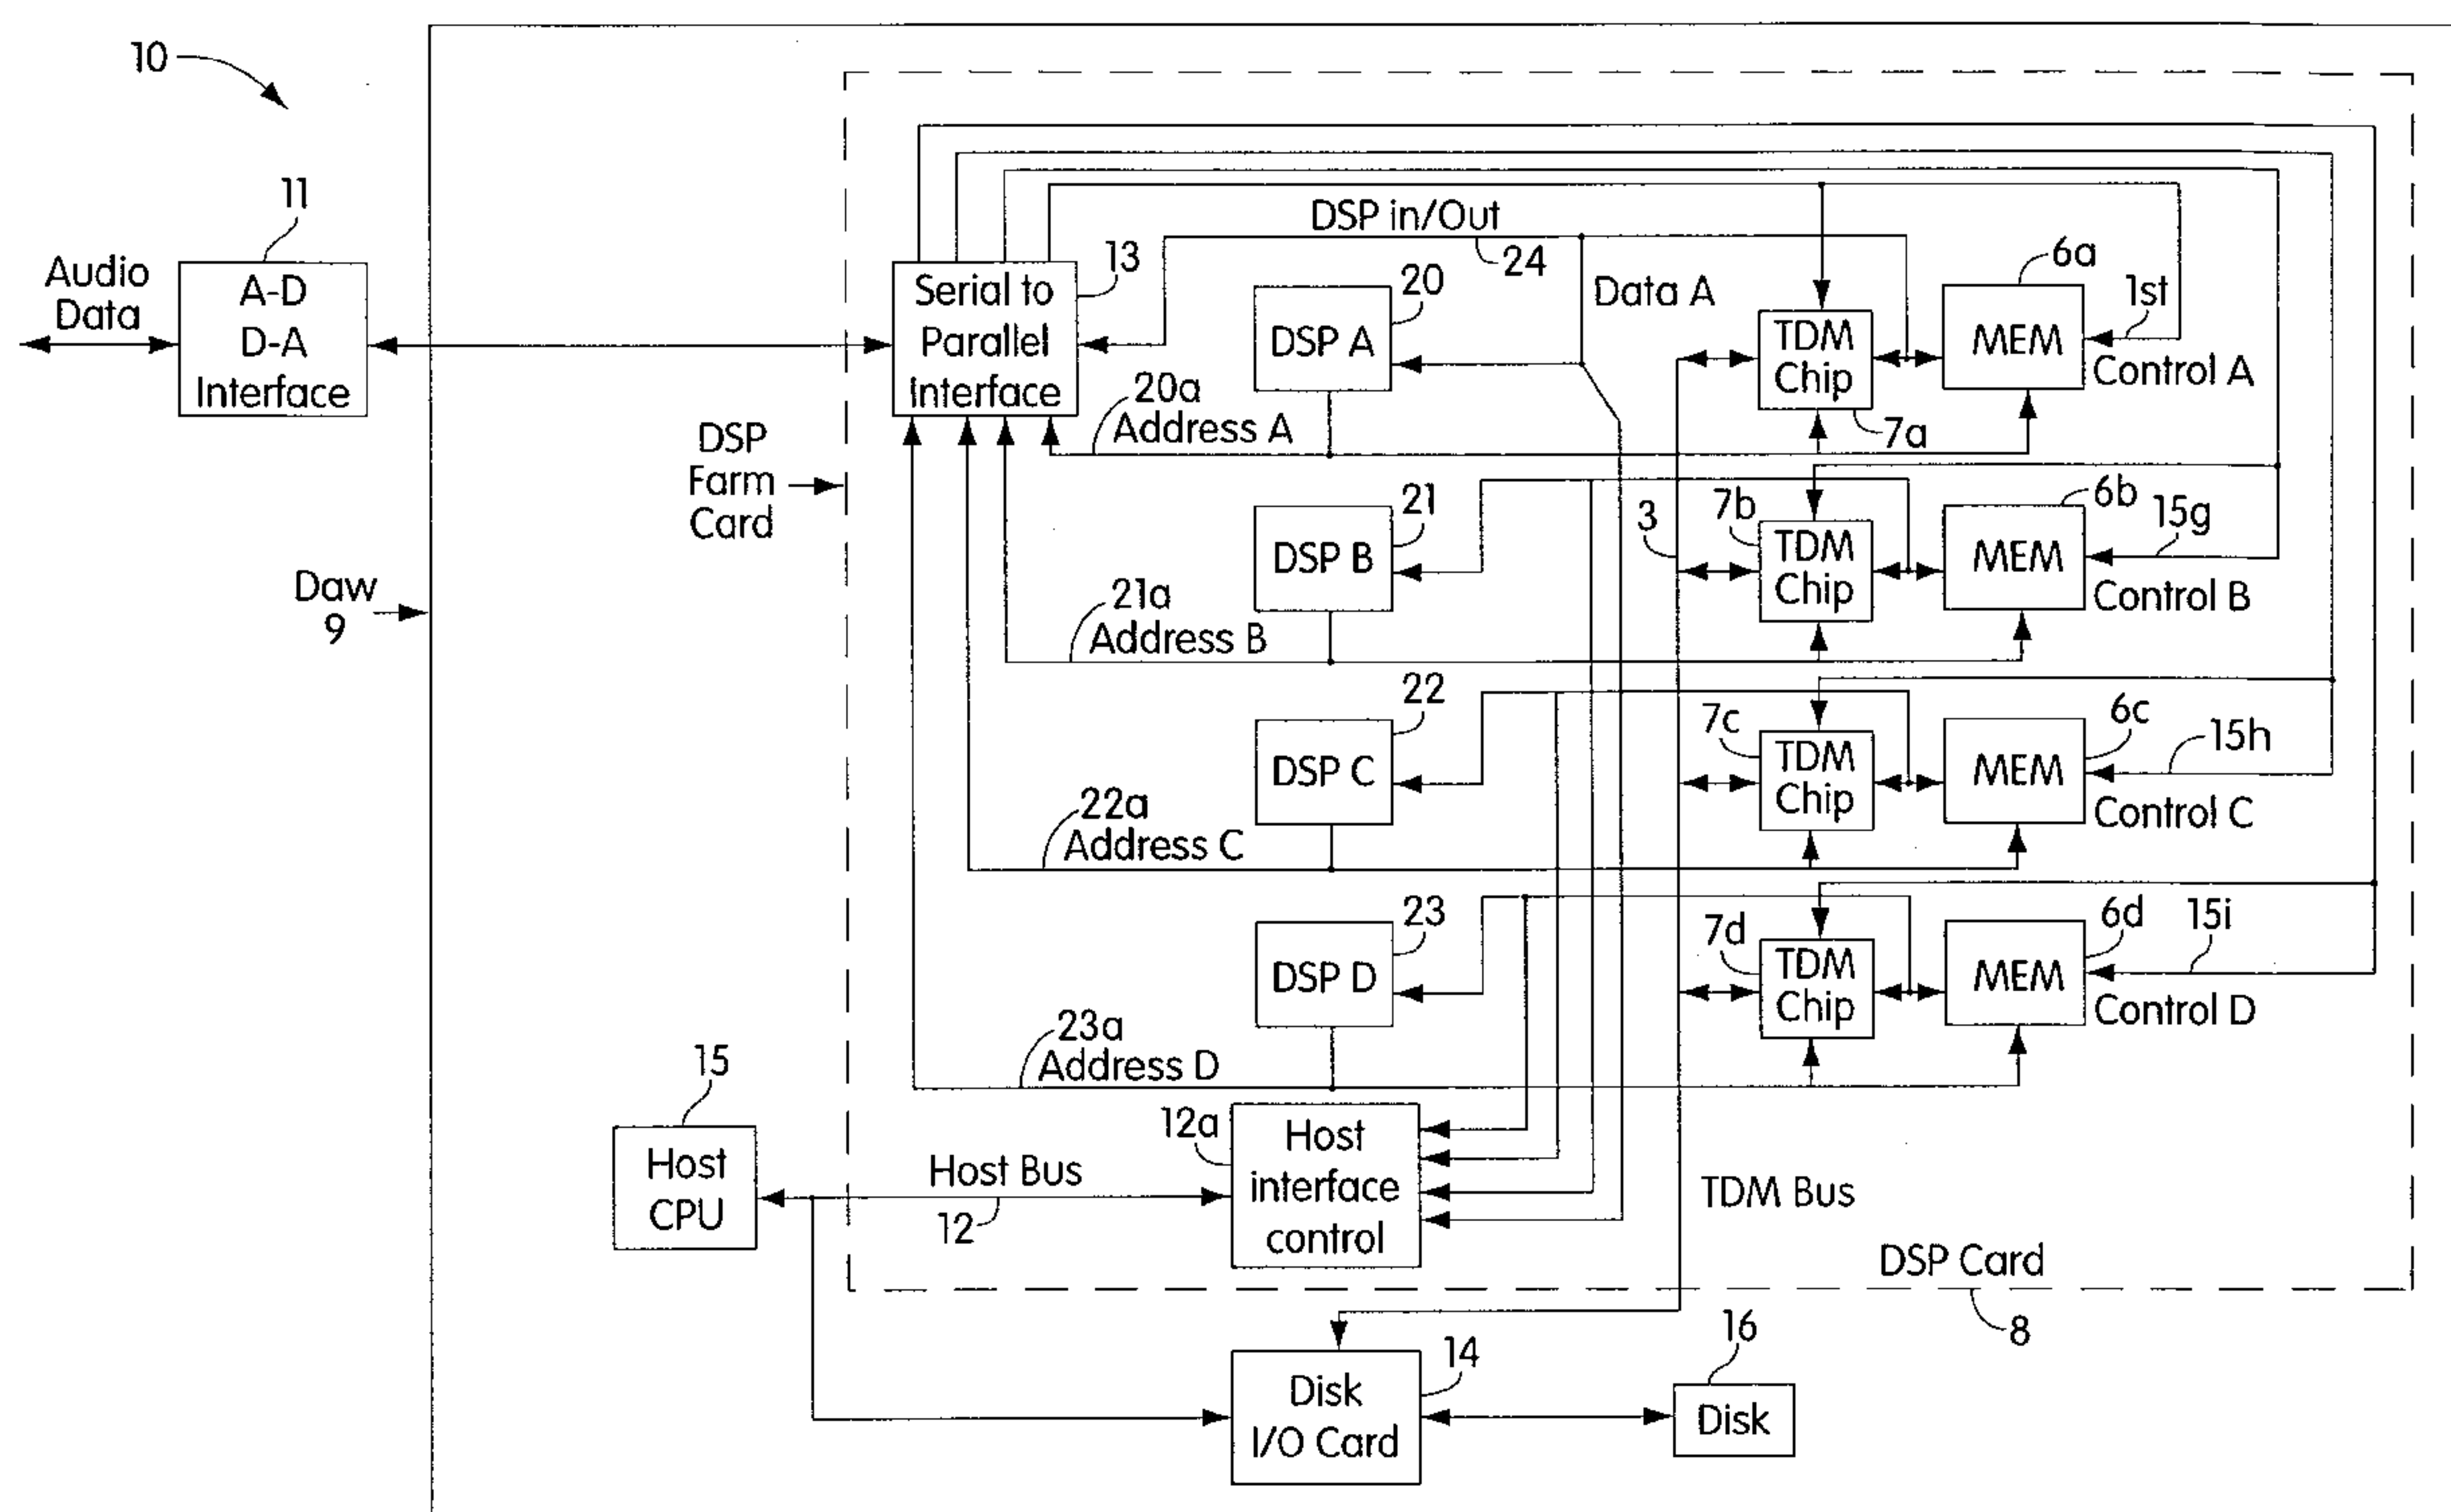 10
11
Audio
Data
A-D
D-A
Interface
Daw
9
DSP
Farm
Card
Serial to
Parallel
Interface
13
DSP in/Out
24
DSP A
20
Data A
TDM
Chip
7a
MEM
6a
1st
Control A
20a
Address A
DSP B
21
3
7b
TDM
Chip
MEM
6b
15g
Control B
21a
Address B
DSP C
22
7c
TDM
Chip
MEM
6c
15h
Control C
22a
Address C
DSP D
23
7d
TDM
Chip
MEM
6d
15i
Control D
23a
Address D
15
Host
CPU
Host Bus
12
12a
Host
interface
control
TDM Bus
DSP Card
8
Disk
I/O Card
14
16
Disk